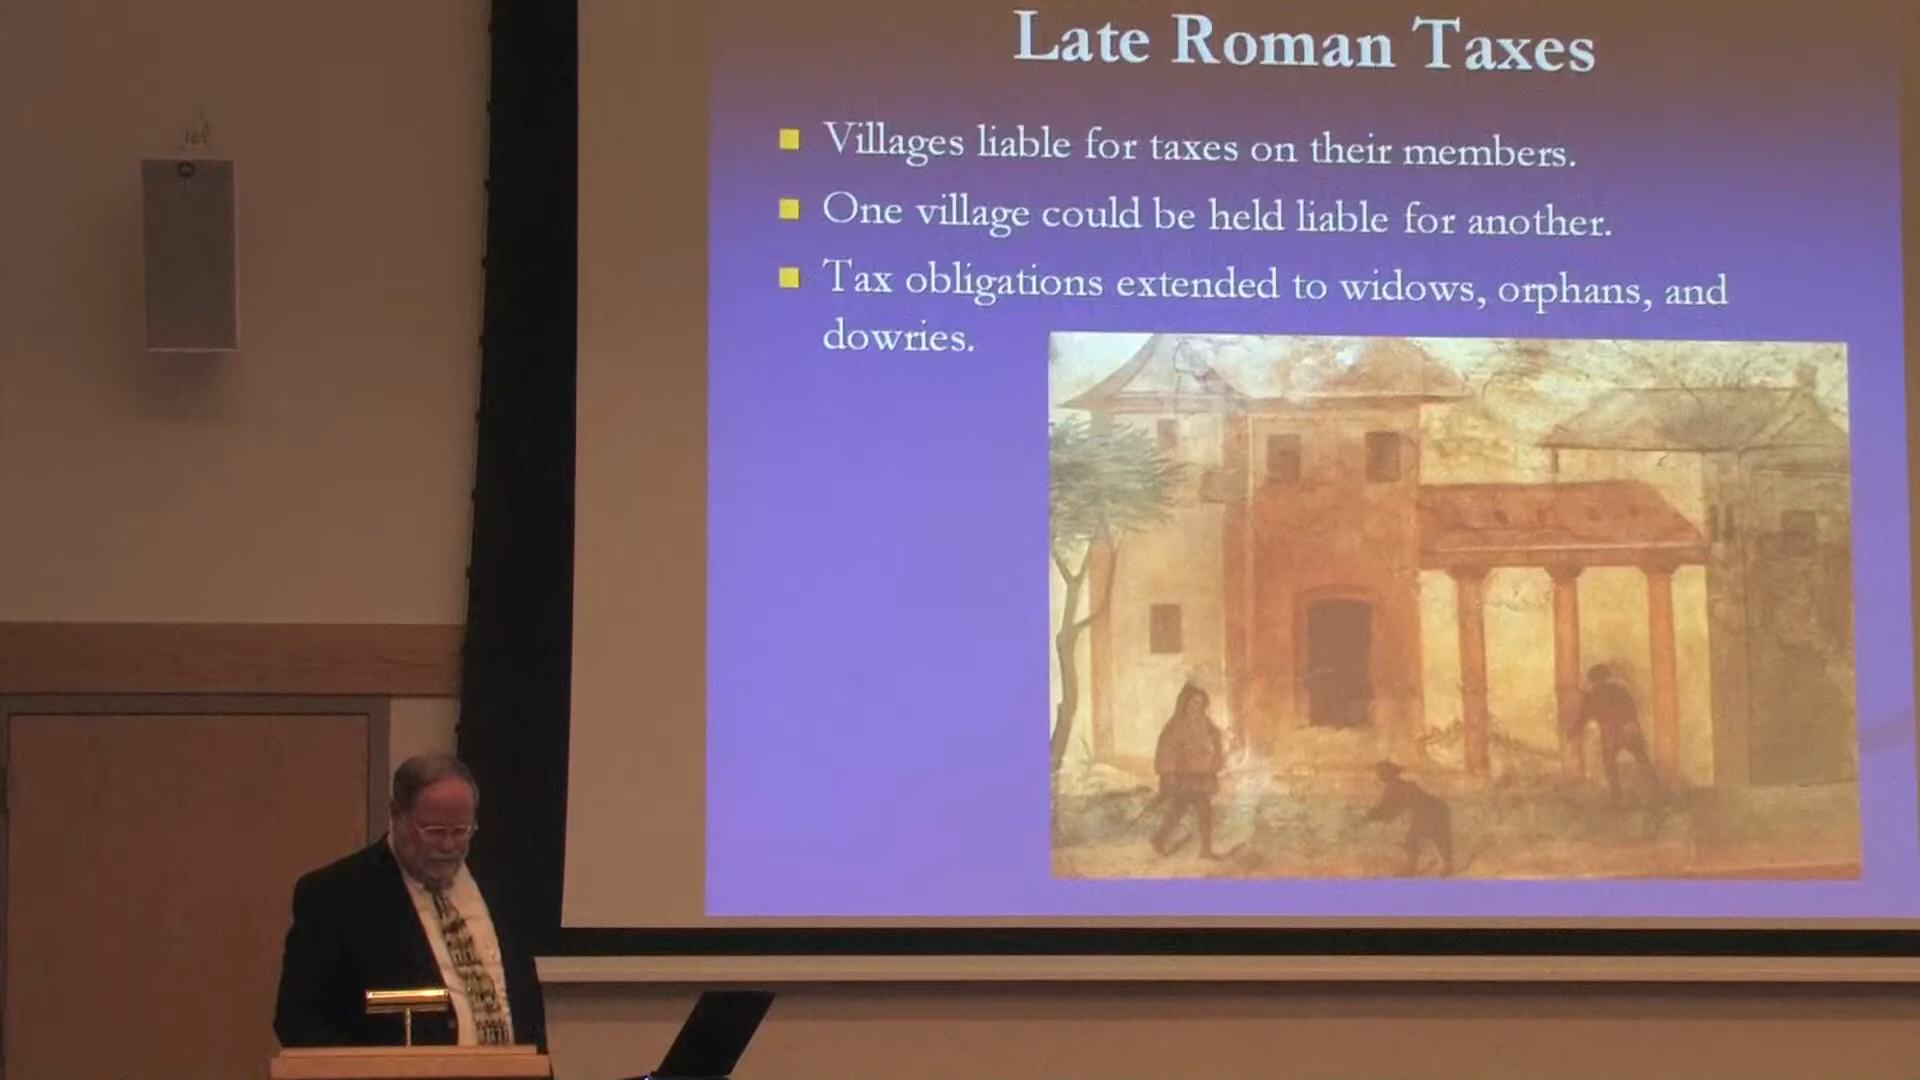 Late Roman Taxes
Villages liable for taxes on their members.
One village could be held liable for another.
Tax obligations extended to widows, orphans, and
dowries.